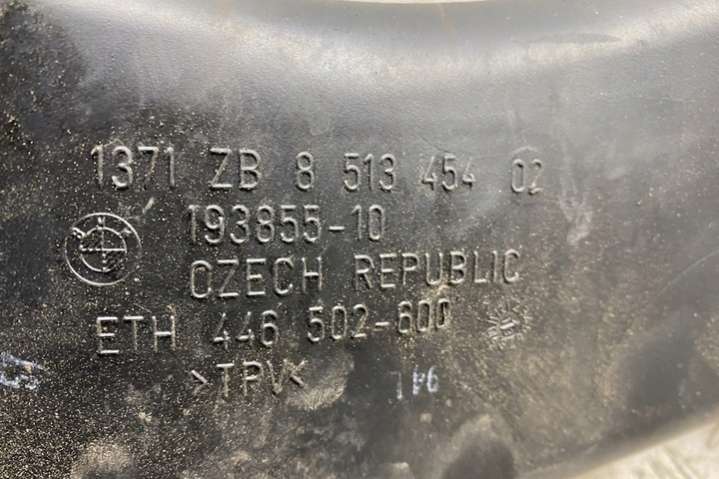 1371 ZB 8 513 454 02
193855-10
CZECH REPUBLIC
ETH 446 502-600
>TPV<